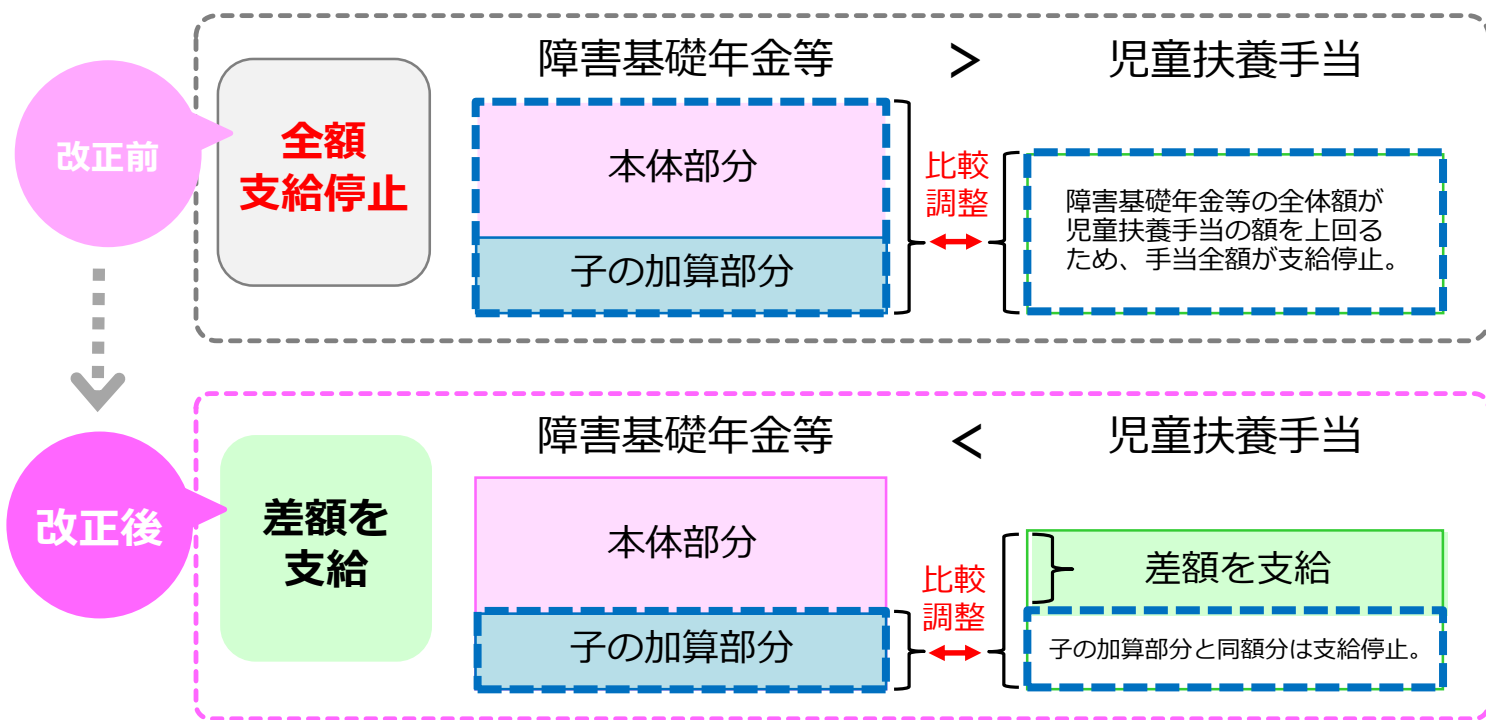 改正前
全額
支給停止
障害基礎年金等 > 児童扶養手当
本体部分
子の加算部分
比較
調整
障害基礎年金等の全体額が
児童扶養手当の額を上回る
ため、手当全額が支給停止。
改正後
差額を
支給
障害基礎年金等 < 児童扶養手当
本体部分
子の加算部分
比較
調整
差額を支給
子の加算部分と同額分は支給停止。